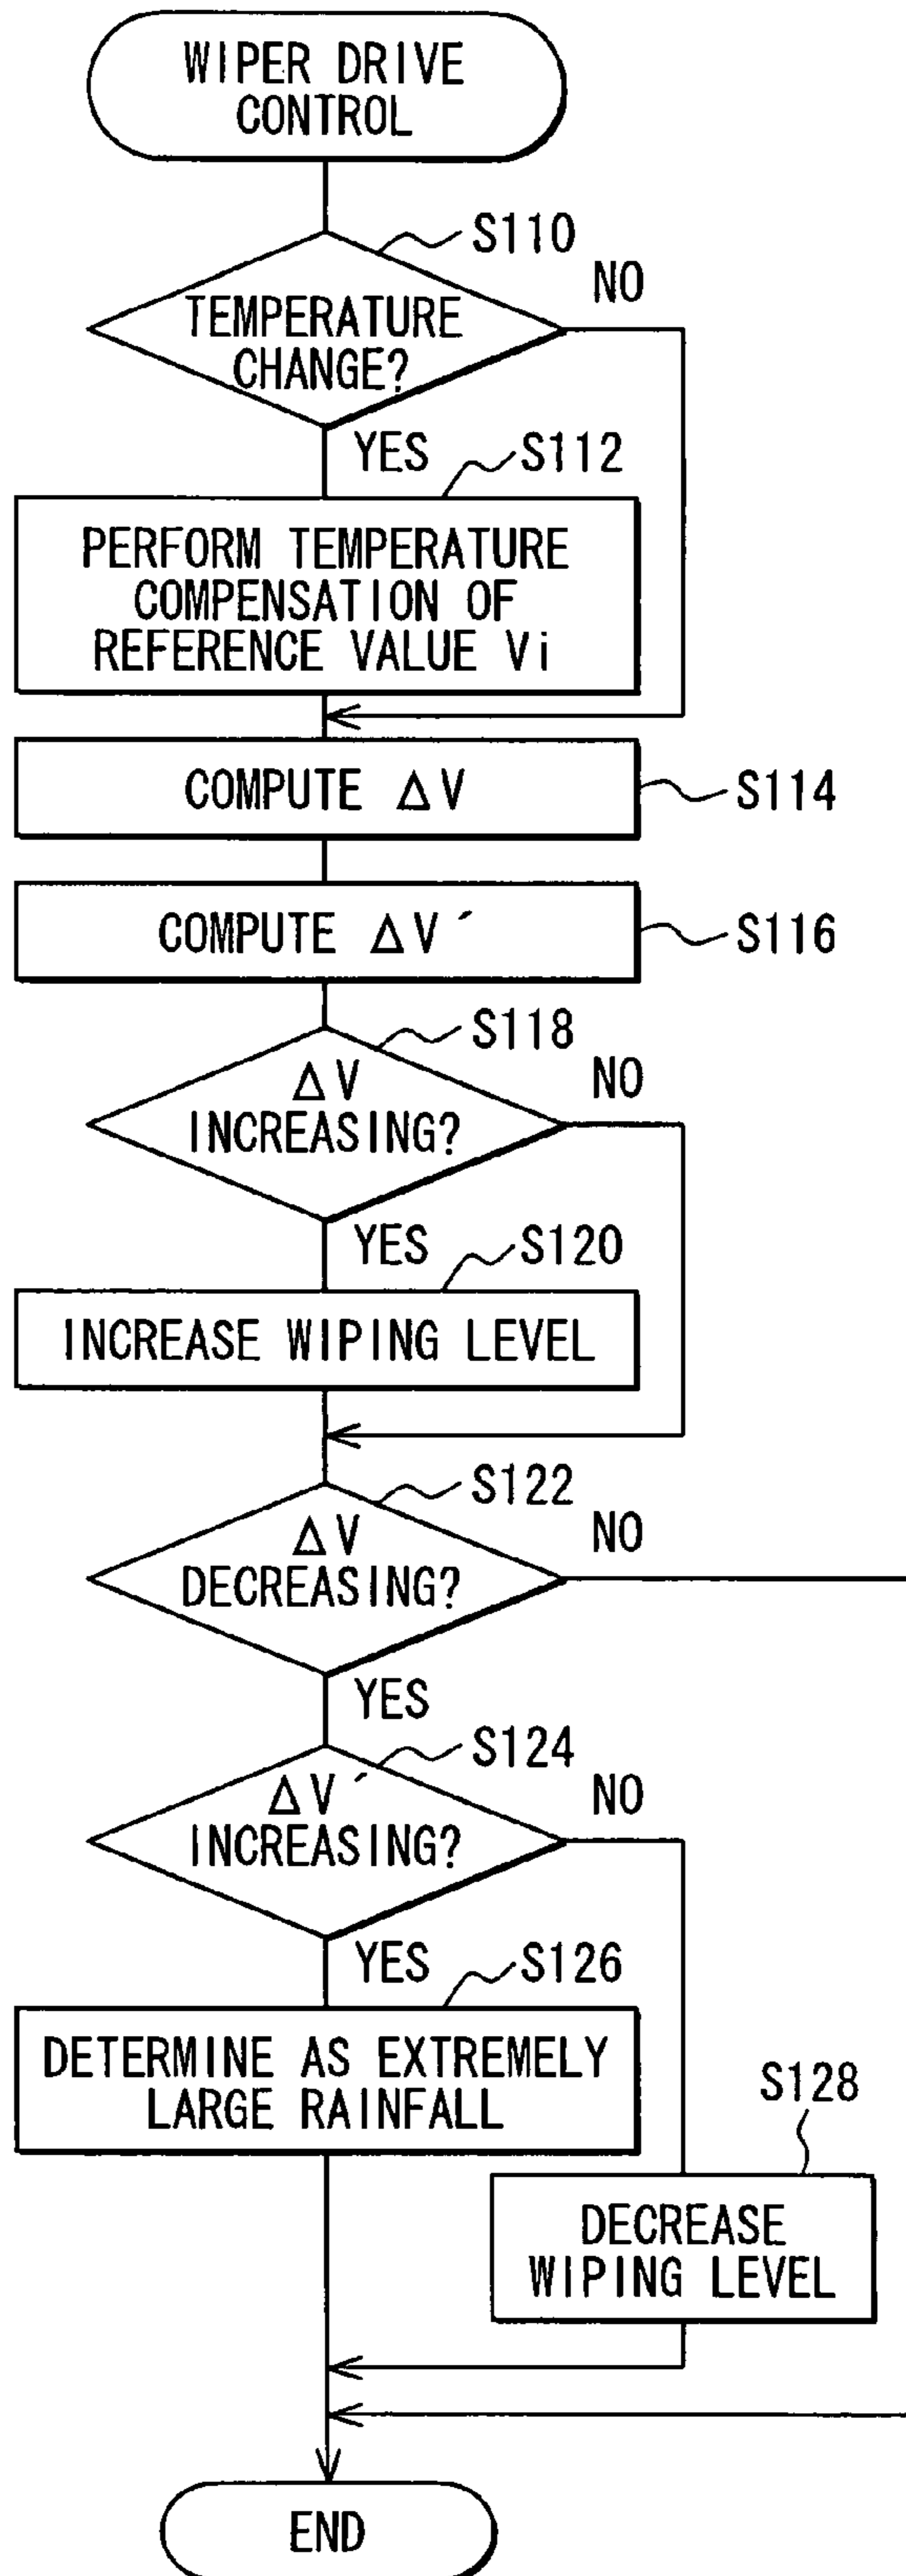 WIPER DRIVE
CONTROL
S110
NO
TEMPERATURE
CHANGE?
YES
S112
PERFORM TEMPERATURE
COMPENSATION OF
REFERENCE VALUE Vi
COMPUTE ΔV
S114
COMPUTE ΔV´
S116
S118
NO
ΔV
INCREASING?
YES
S120
INCREASE WIPING LEVEL
S122
NO
ΔV
DECREASING?
YES
S124
NO
ΔV´
INCREASING?
YES
S126
DETERMINE AS EXTREMELY
LARGE RAINFALL
S128
DECREASE
WIPING LEVEL
END